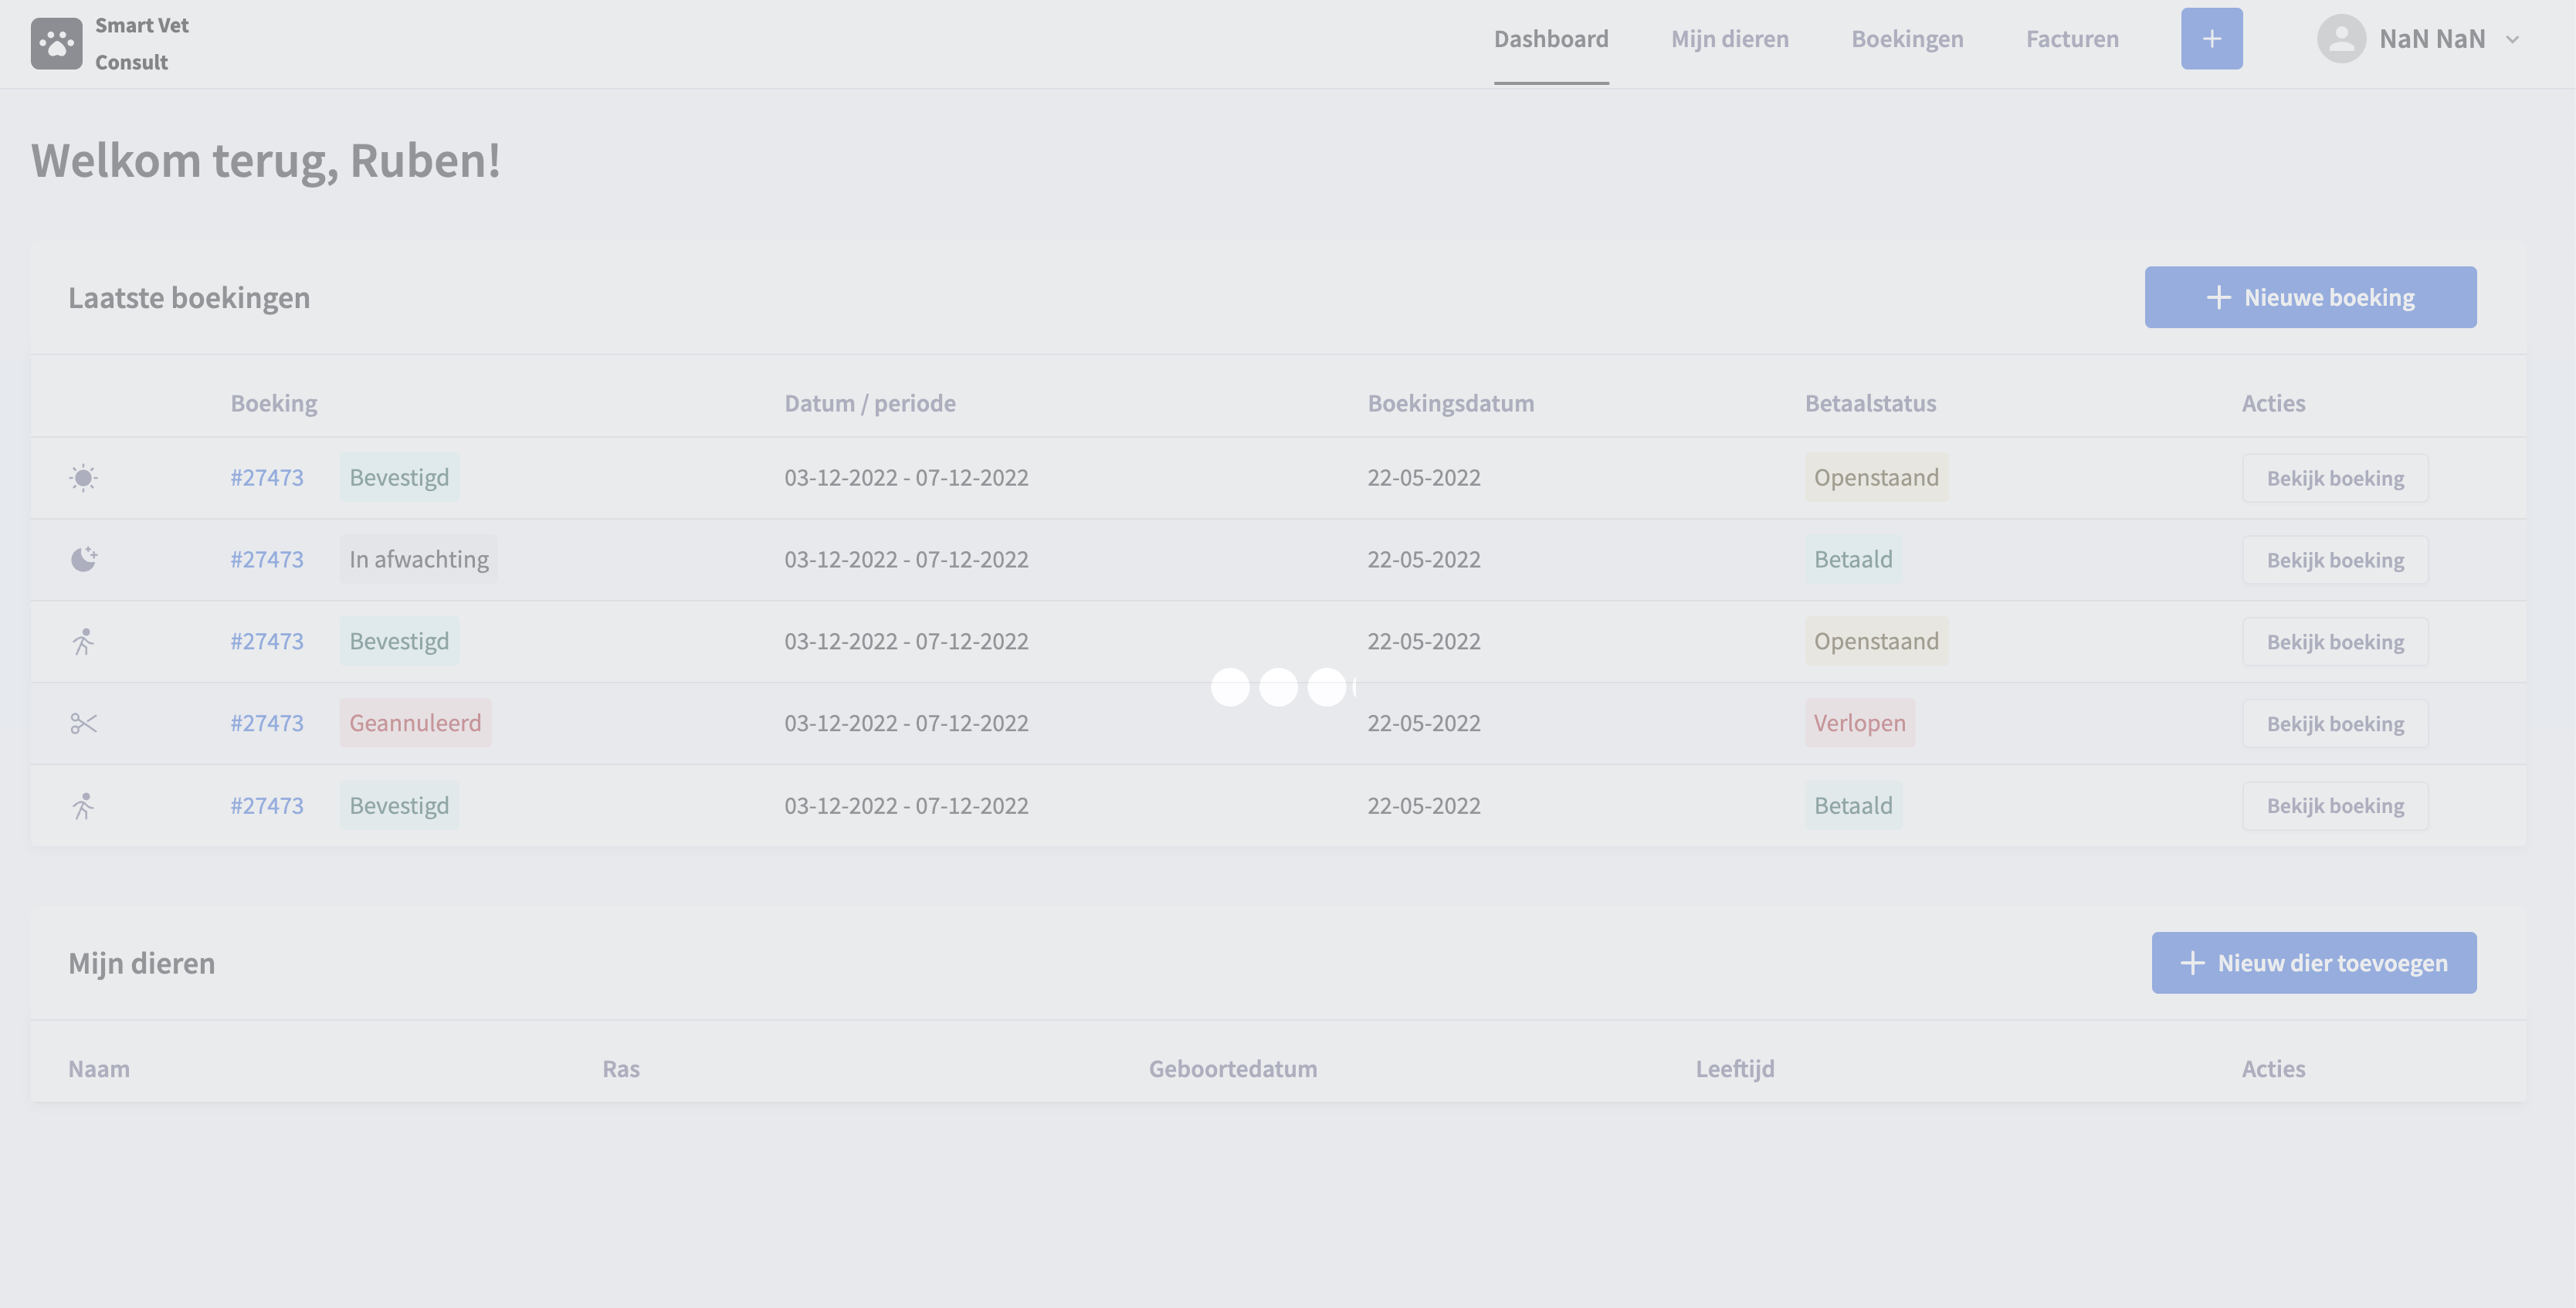 Smart Vet
Consult
Dashboard Mijn dieren Boekingen Facturen NaN NaN
Welkom terug, Ruben!
Laatste boekingen Nieuwe boeking
Boeking Datum / periode Boekingsdatum Betaalstatus Acties
#27473 Bevestigd 03-12-2022 - 07-12-2022 22-05-2022 Openstaand Bekijk boeking
#27473 In afwachting 03-12-2022 - 07-12-2022 22-05-2022 Betaald Bekijk boeking
#27473 Bevestigd 03-12-2022 - 07-12-2022 22-05-2022 Openstaand Bekijk boeking
#27473 Geannuleerd 03-12-2022 - 07-12-2022 22-05-2022 Verlopen Bekijk boeking
#27473 Bevestigd 03-12-2022 - 07-12-2022 22-05-2022 Betaald Bekijk boeking
Mijn dieren Nieuw dier toevoegen
Naam Ras Geboortedatum Leeftijd Acties